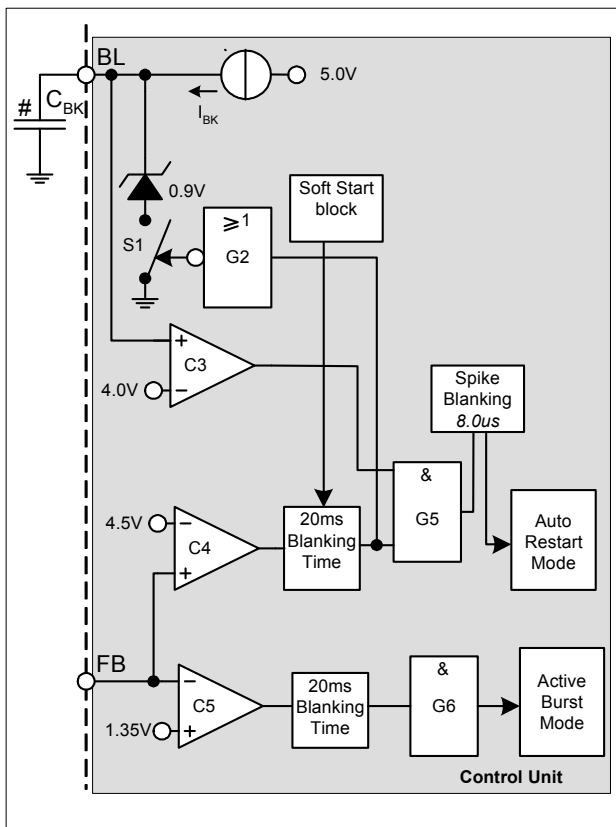 BL
5.0V
#
C_BK
I_BK
0.9V
Soft Start
block
S1
≥1
G2
+
C3
4.0V
−
Spike
Blanking
8.0us
&
G5
4.5V
−
C4
+
20ms
Blanking
Time
Auto
Restart
Mode
FB
−
C5
1.35V
+
20ms
Blanking
Time
&
G6
Active
Burst
Mode
Control Unit